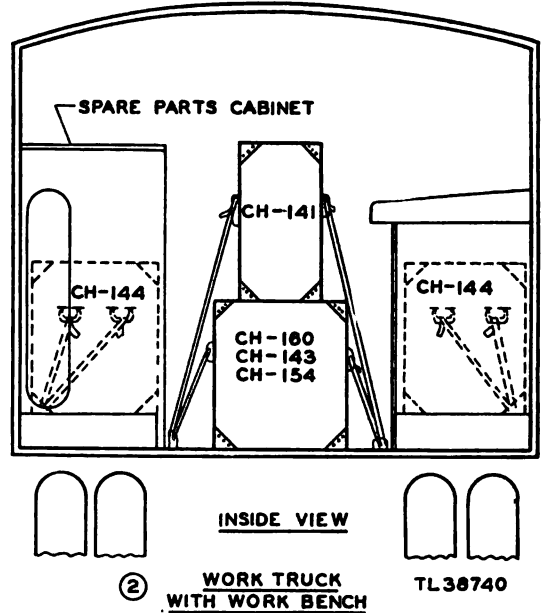 SPARE PARTS CABINET
CH-141
CH-144
CH-144
CH-160
CH-143
CH-154
INSIDE VIEW
2 WORK TRUCK
WITH WORK BENCH
TL38740